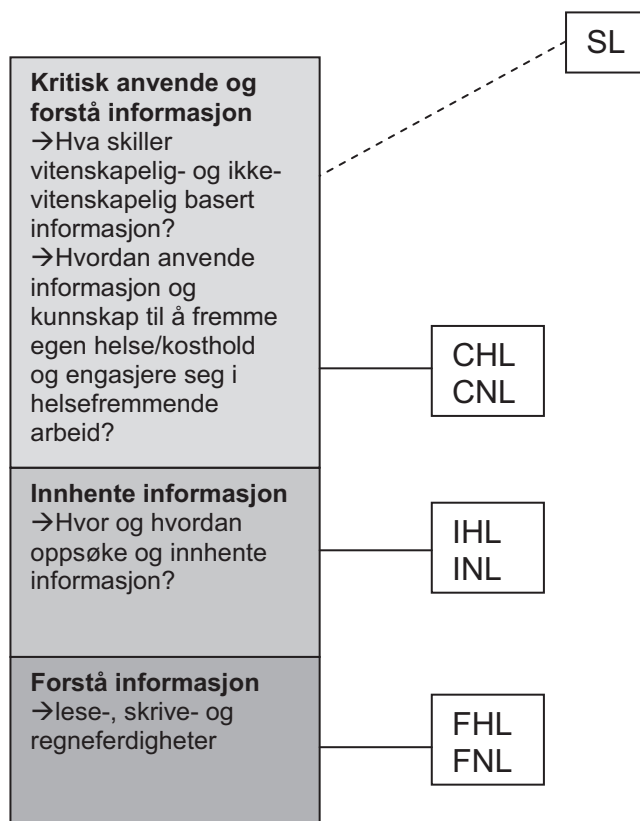 SL
Kritisk anvende og
forstå informasjon
→Hva skiller
vitenskapelig- og ikke-
vitenskapelig basert
informasjon?
→Hvordan anvende
informasjon og
kunnskap til å fremme
egen helse/kosthold
og engasjere seg i
helsefremmende
arbeid?
CHL
CNL
Innhente informasjon
→Hvor og hvordan
oppsøke og innhente
informasjon?
IHL
INL
Forstå informasjon
→lese-, skrive- og
regneferdigheter
FHL
FNL